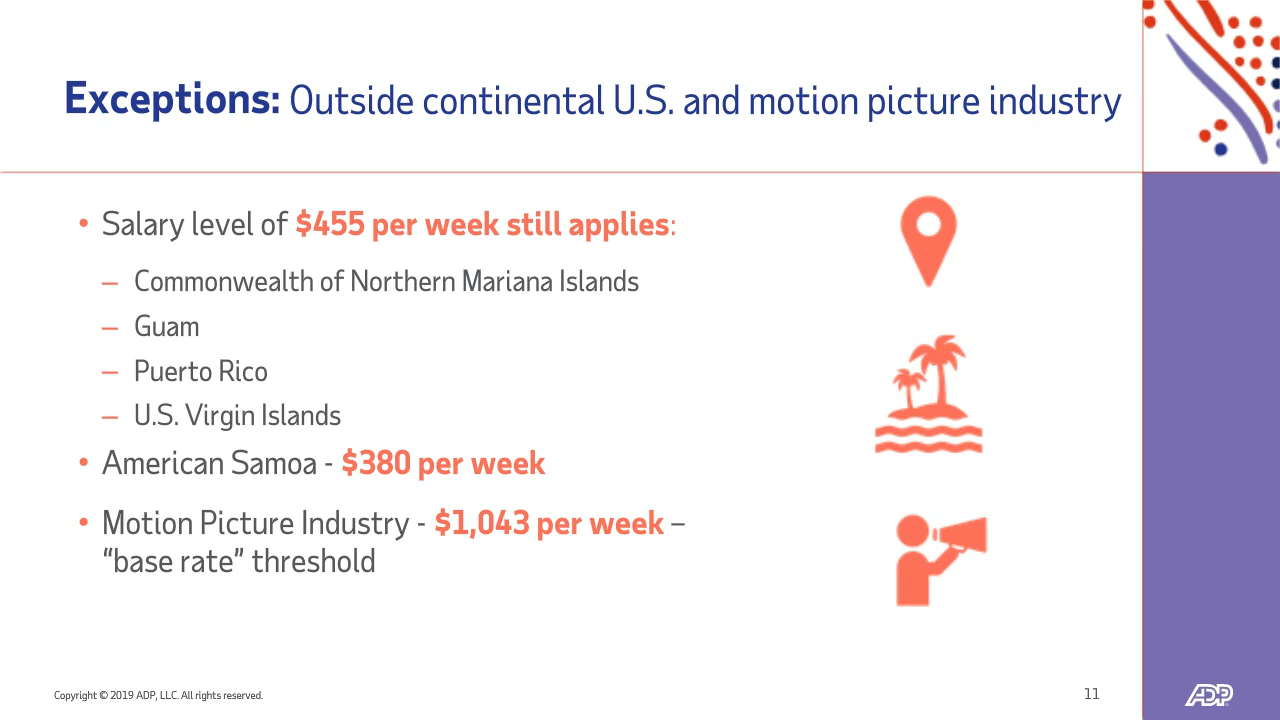 Exceptions: Outside continental U.S. and motion picture industry
• Salary level of $455 per week still applies:
– Commonwealth of Northern Mariana Islands
– Guam
– Puerto Rico
– U.S. Virgin Islands
• American Samoa - $380 per week
• Motion Picture Industry - $1,043 per week –
“base rate” threshold
Copyright © 2019 ADP, LLC. All rights reserved.
11
ADP